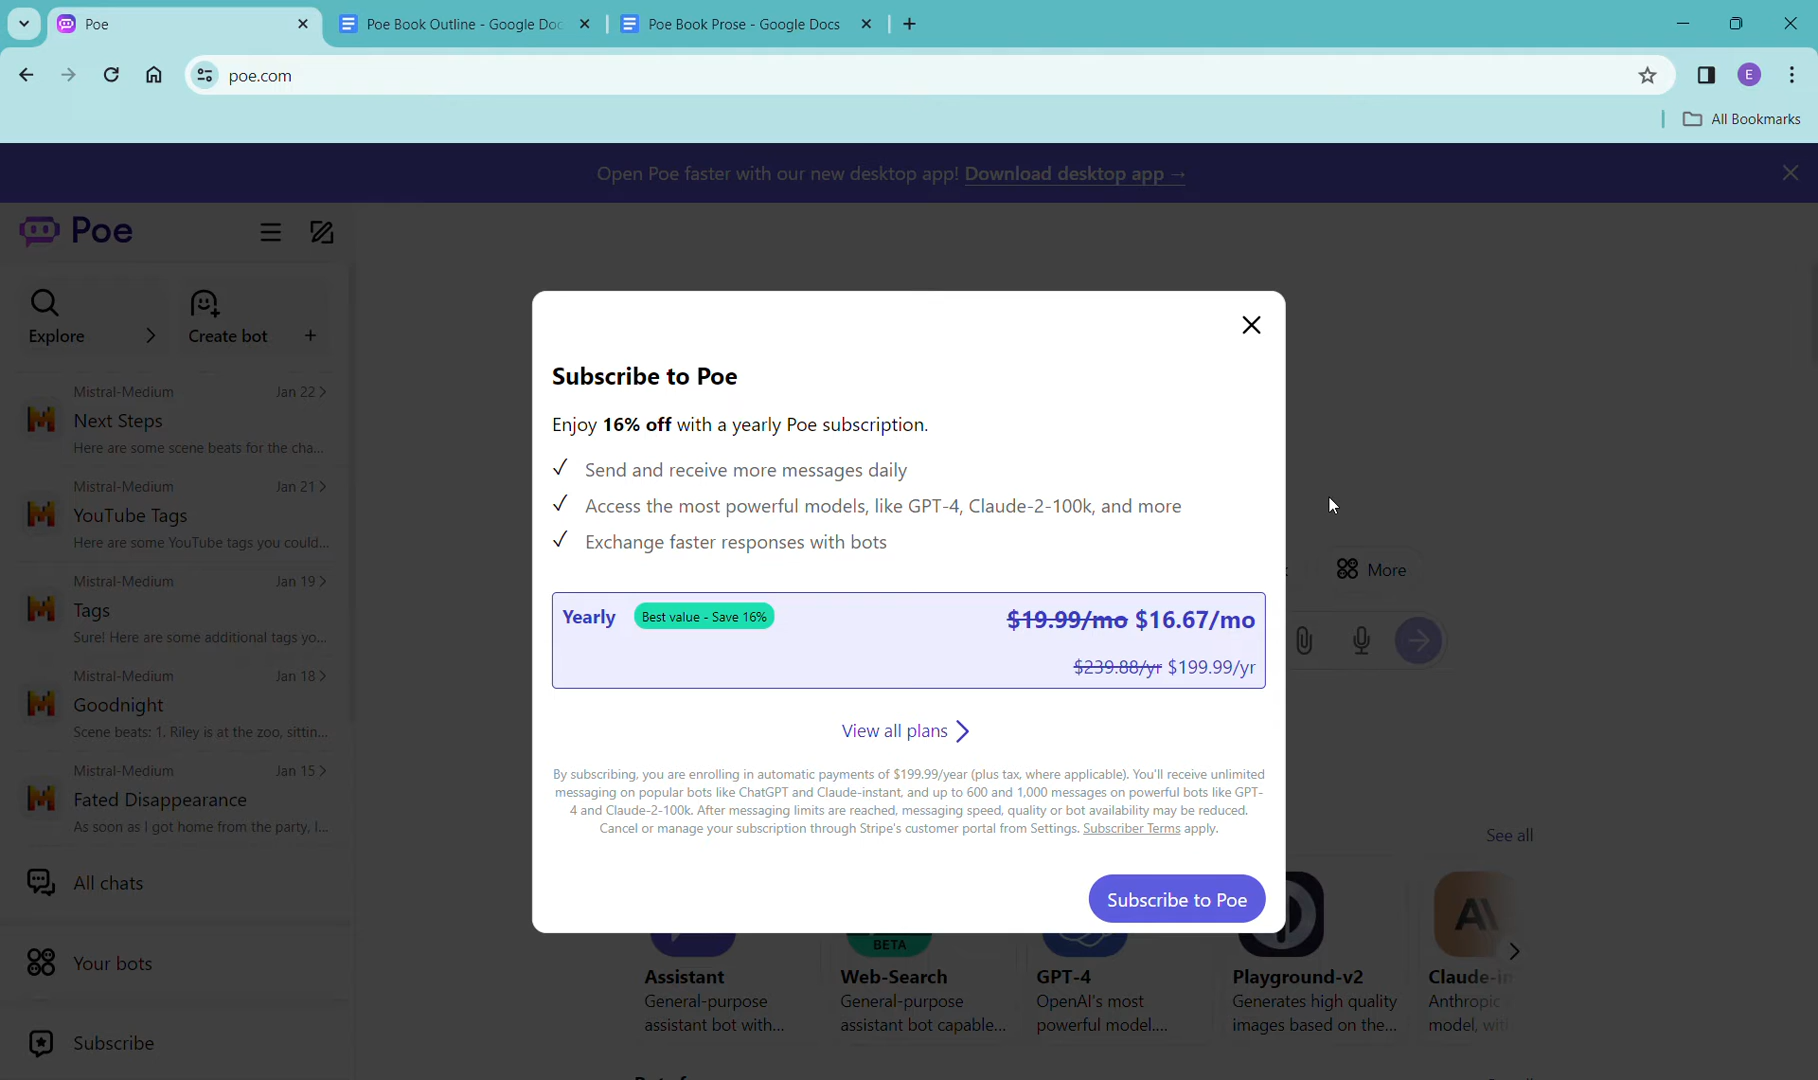 Poe
Poe Book Outline - Google Doc
Poe Book Prose - Google Docs
poe.com
E
All Bookmarks
Open Poe faster with our new desktop app! Download desktop app →
Poe
Explore
Create bot
Mistral-Medium Jan 22
Next Steps
Here are some scene beats for the cha...
Mistral-Medium Jan 21
YouTube Tags
Here are some YouTube tags you could...
Mistral-Medium Jan 19
Tags
Sure! Here are some additional tags yo...
Mistral-Medium Jan 18
Goodnight
Scene beats: 1. Riley is at the zoo, sittin...
Mistral-Medium Jan 15
Fated Disappearance
As soon as I got home from the party, I...
All chats
Your bots
Subscribe
Subscribe to Poe
Enjoy 16% off with a yearly Poe subscription.
✓ Send and receive more messages daily
✓ Access the most powerful models, like GPT-4, Claude-2-100k, and more
✓ Exchange faster responses with bots
Yearly Best value - Save 16% $19.99/mo $16.67/mo
$239.88/yr $199.99/yr
View all plans
By subscribing, you are enrolling in automatic payments of $199.99/year (plus tax, where applicable). You'll receive unlimited
messaging on popular bots like ChatGPT and Claude-instant, and up to 600 and 1,000 messages on powerful bots like GPT-
4 and Claude-2-100k. After messaging limits are reached, messaging speed, quality or bot availability may be reduced.
Cancel or manage your subscription through Stripe's customer portal from Settings. Subscriber Terms apply.
Subscribe to Poe
More
See all
BETA
Assistant
General-purpose
assistant bot with...
Web-Search
General-purpose
assistant bot capable...
GPT-4
OpenAI's most
powerful model....
Playground-v2
Generates high quality
images based on the...
Claude-in
Anthropic
model, wit